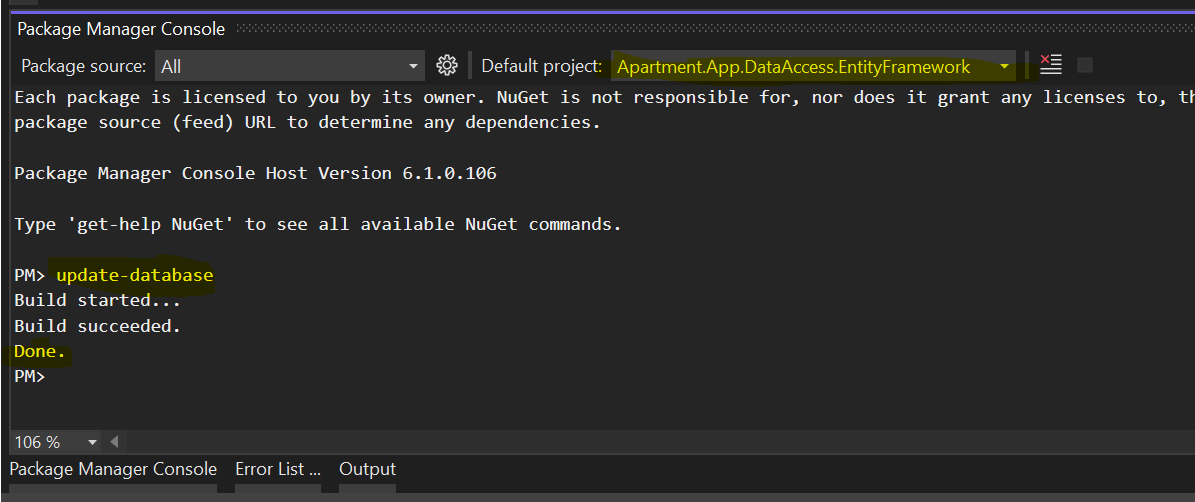 Package Manager Console
Package source: All Default project: Apartment.App.DataAccess.EntityFramework
Each package is licensed to you by its owner. NuGet is not responsible for, nor does it grant any licenses to,
package source (feed) URL to determine any dependencies.
Package Manager Console Host Version 6.1.0.106
Type 'get-help NuGet' to see all available NuGet commands.
PM> update-database
Build started...
Build succeeded.
Done.
PM>
106 %
Package Manager Console Error List ... Output